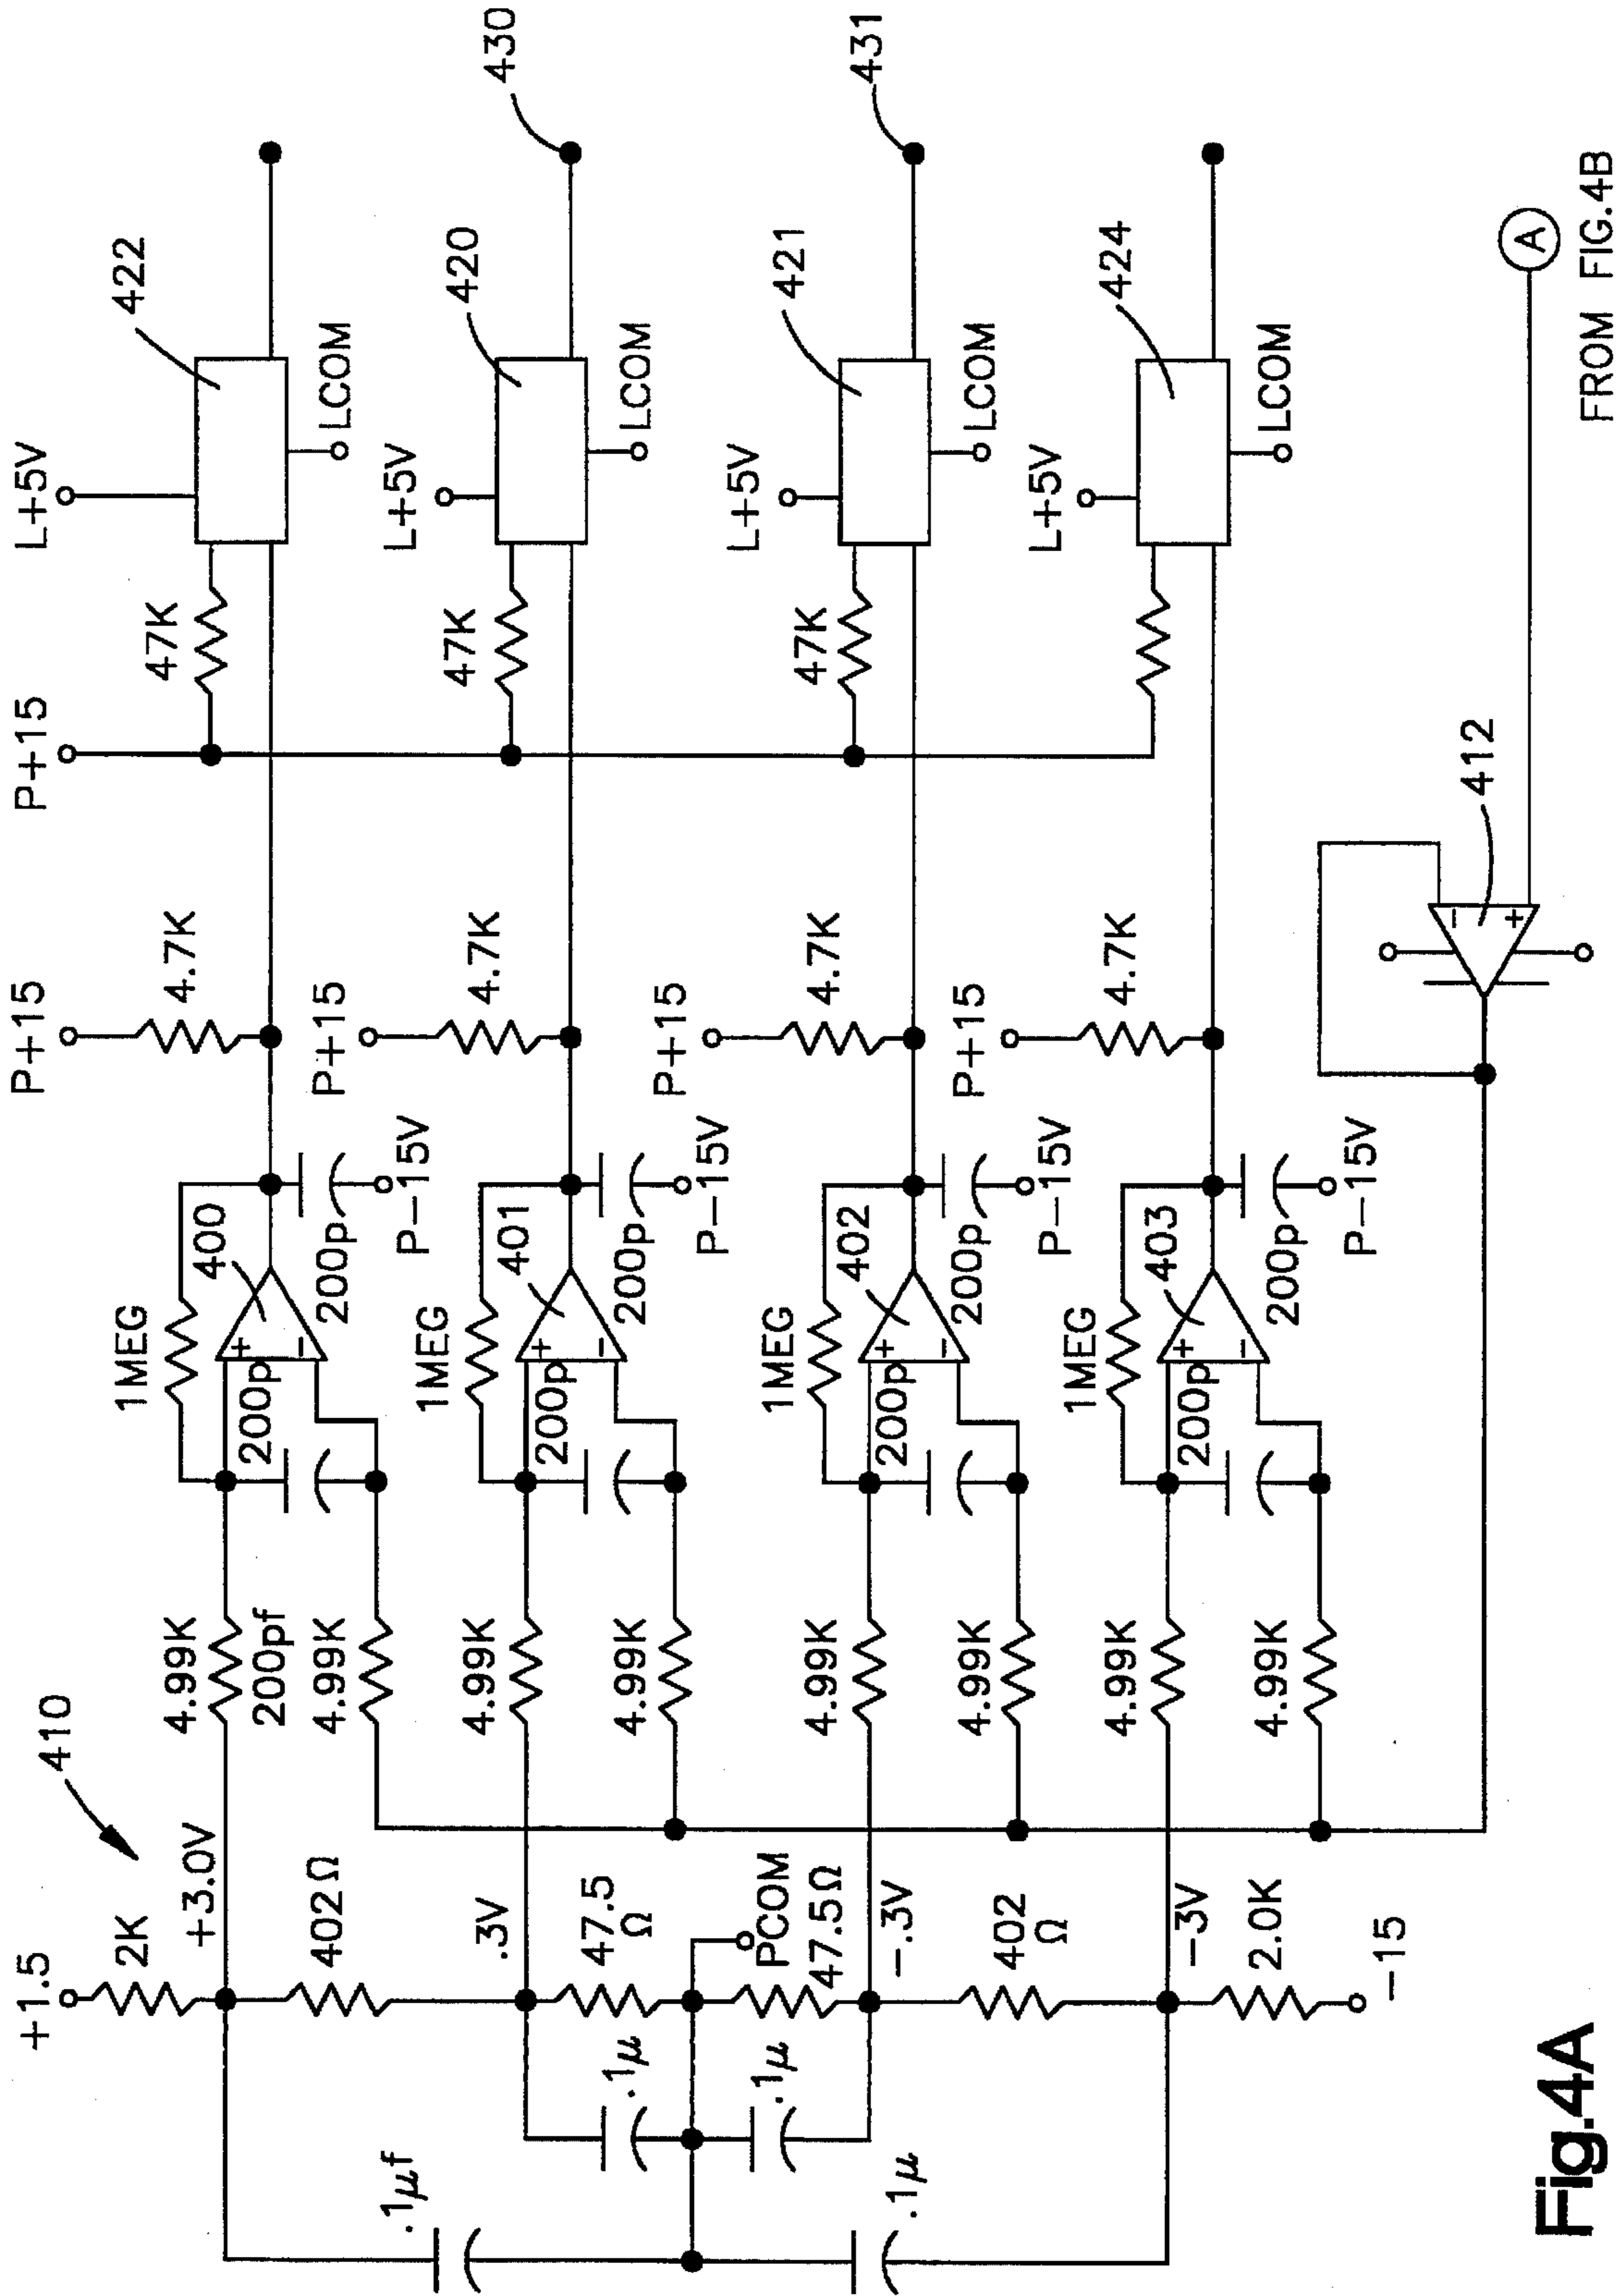 +1.5
2K
+3.0V
402Ω
.3V
47.5
Ω
PCOM
47.5Ω
-.3V
402
Ω
-3V
2.0K
-15
410
.1μf
.1μ
.1μ
.1μ
4.99K
200pf
4.99K
4.99K
4.99K
4.99K
4.99K
4.99K
4.99K
1MEG
200p
+
-
400
200p
P-15V
1MEG
200p
+
-
401
200p
P-15V
1MEG
200p
+
-
402
200p
P-15V
1MEG
200p
+
-
403
200p
P-15V
P+15
4.7K
P+15
4.7K
P+15
4.7K
P+15
4.7K
P+15
47K
47K
47K
L+5V
422
LCOM
L+5V
420
LCOM
430
L+5V
421
LCOM
431
L+5V
424
LCOM
-
+
412
A
FROM FIG.4B
Fig.4A